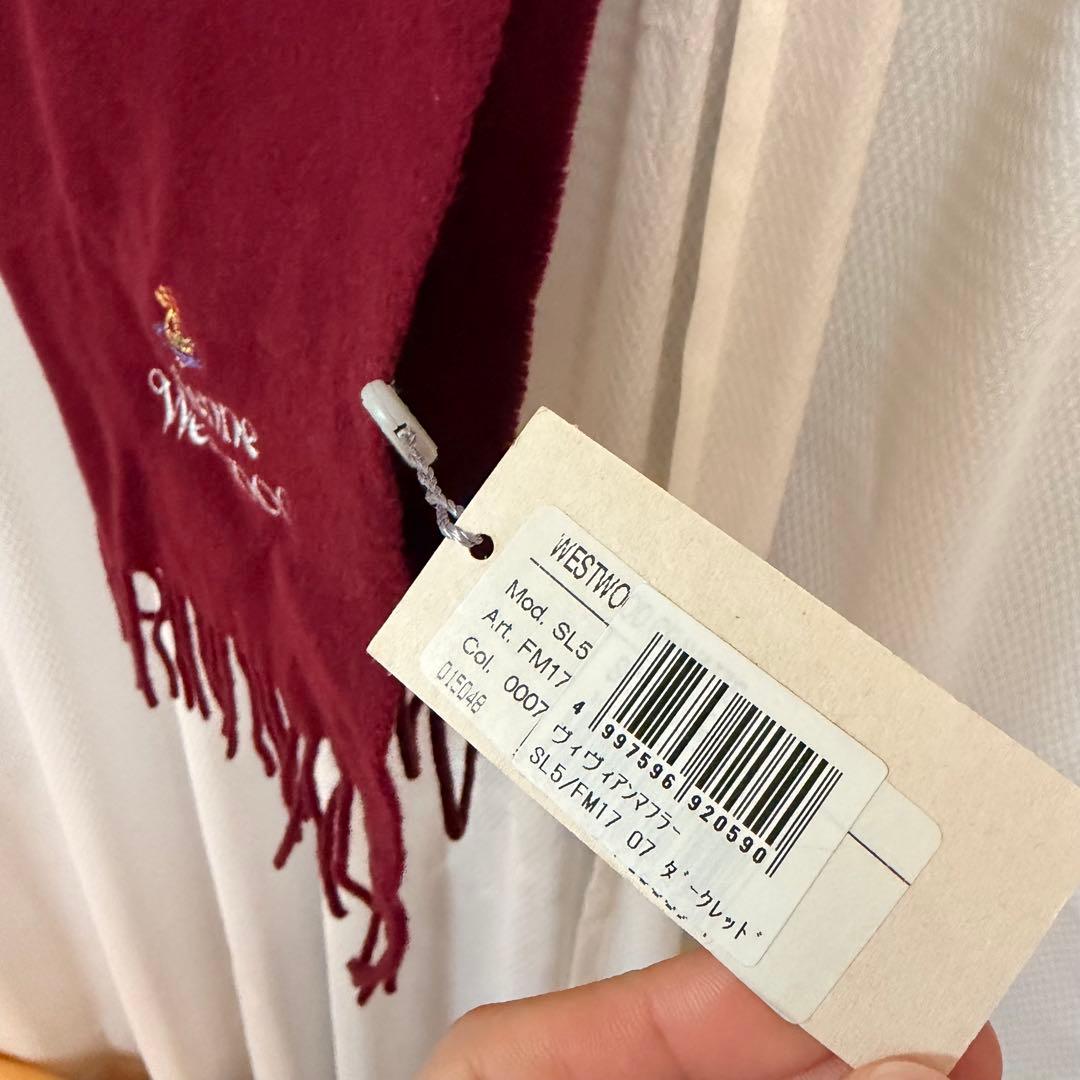 WESTWO
Mod. SL5
Art. FM17
Col. 0007
015048
4 997596 920590
ヴィヴィアンマフラー
SL5/FM17 07 ダークレッド